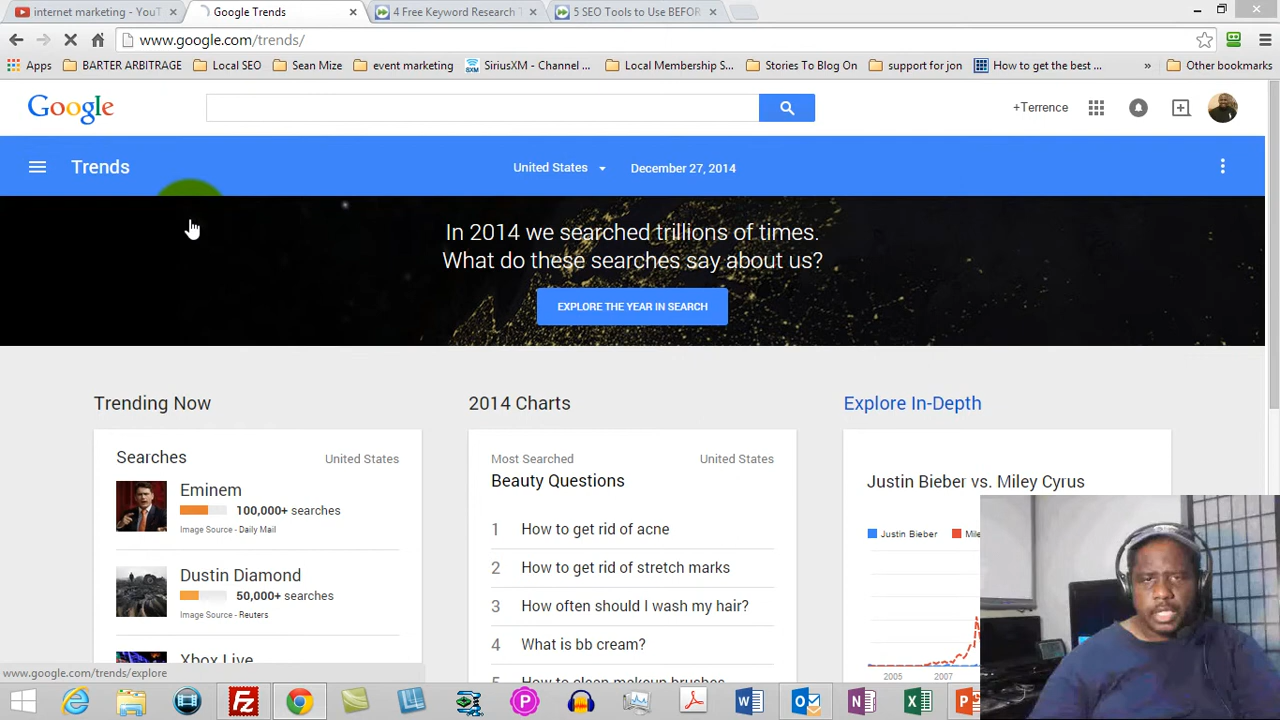 internet marketing - YouT
Google Trends
4 Free Keyword Research T
5 SEO Tools to Use BEFOR
www.google.com/trends/
Apps
BARTER ARBITRAGE
Local SEO
Sean Mize
event marketing
SiriusXM - Channel ...
Local Membership S...
Stories To Blog On
support for jon
How to get the best ...
»
Other bookmarks
Google
+Terrence
Trends
United States
December 27, 2014
In 2014 we searched trillions of times.
What do these searches say about us?
EXPLORE THE YEAR IN SEARCH
Trending Now
2014 Charts
Explore In-Depth
Searches
United States
Eminem
100,000+ searches
Image Source - Daily Mail
Dustin Diamond
50,000+ searches
Image Source - Reuters
Xbox Live
Most Searched
United States
Beauty Questions
1 How to get rid of acne
2 How to get rid of stretch marks
3 How often should I wash my hair?
4 What is bb cream?
5 How to clean makeup brushes
Justin Bieber vs. Miley Cyrus
Justin Bieber
Mile
2005
2007
www.google.com/trends/explore